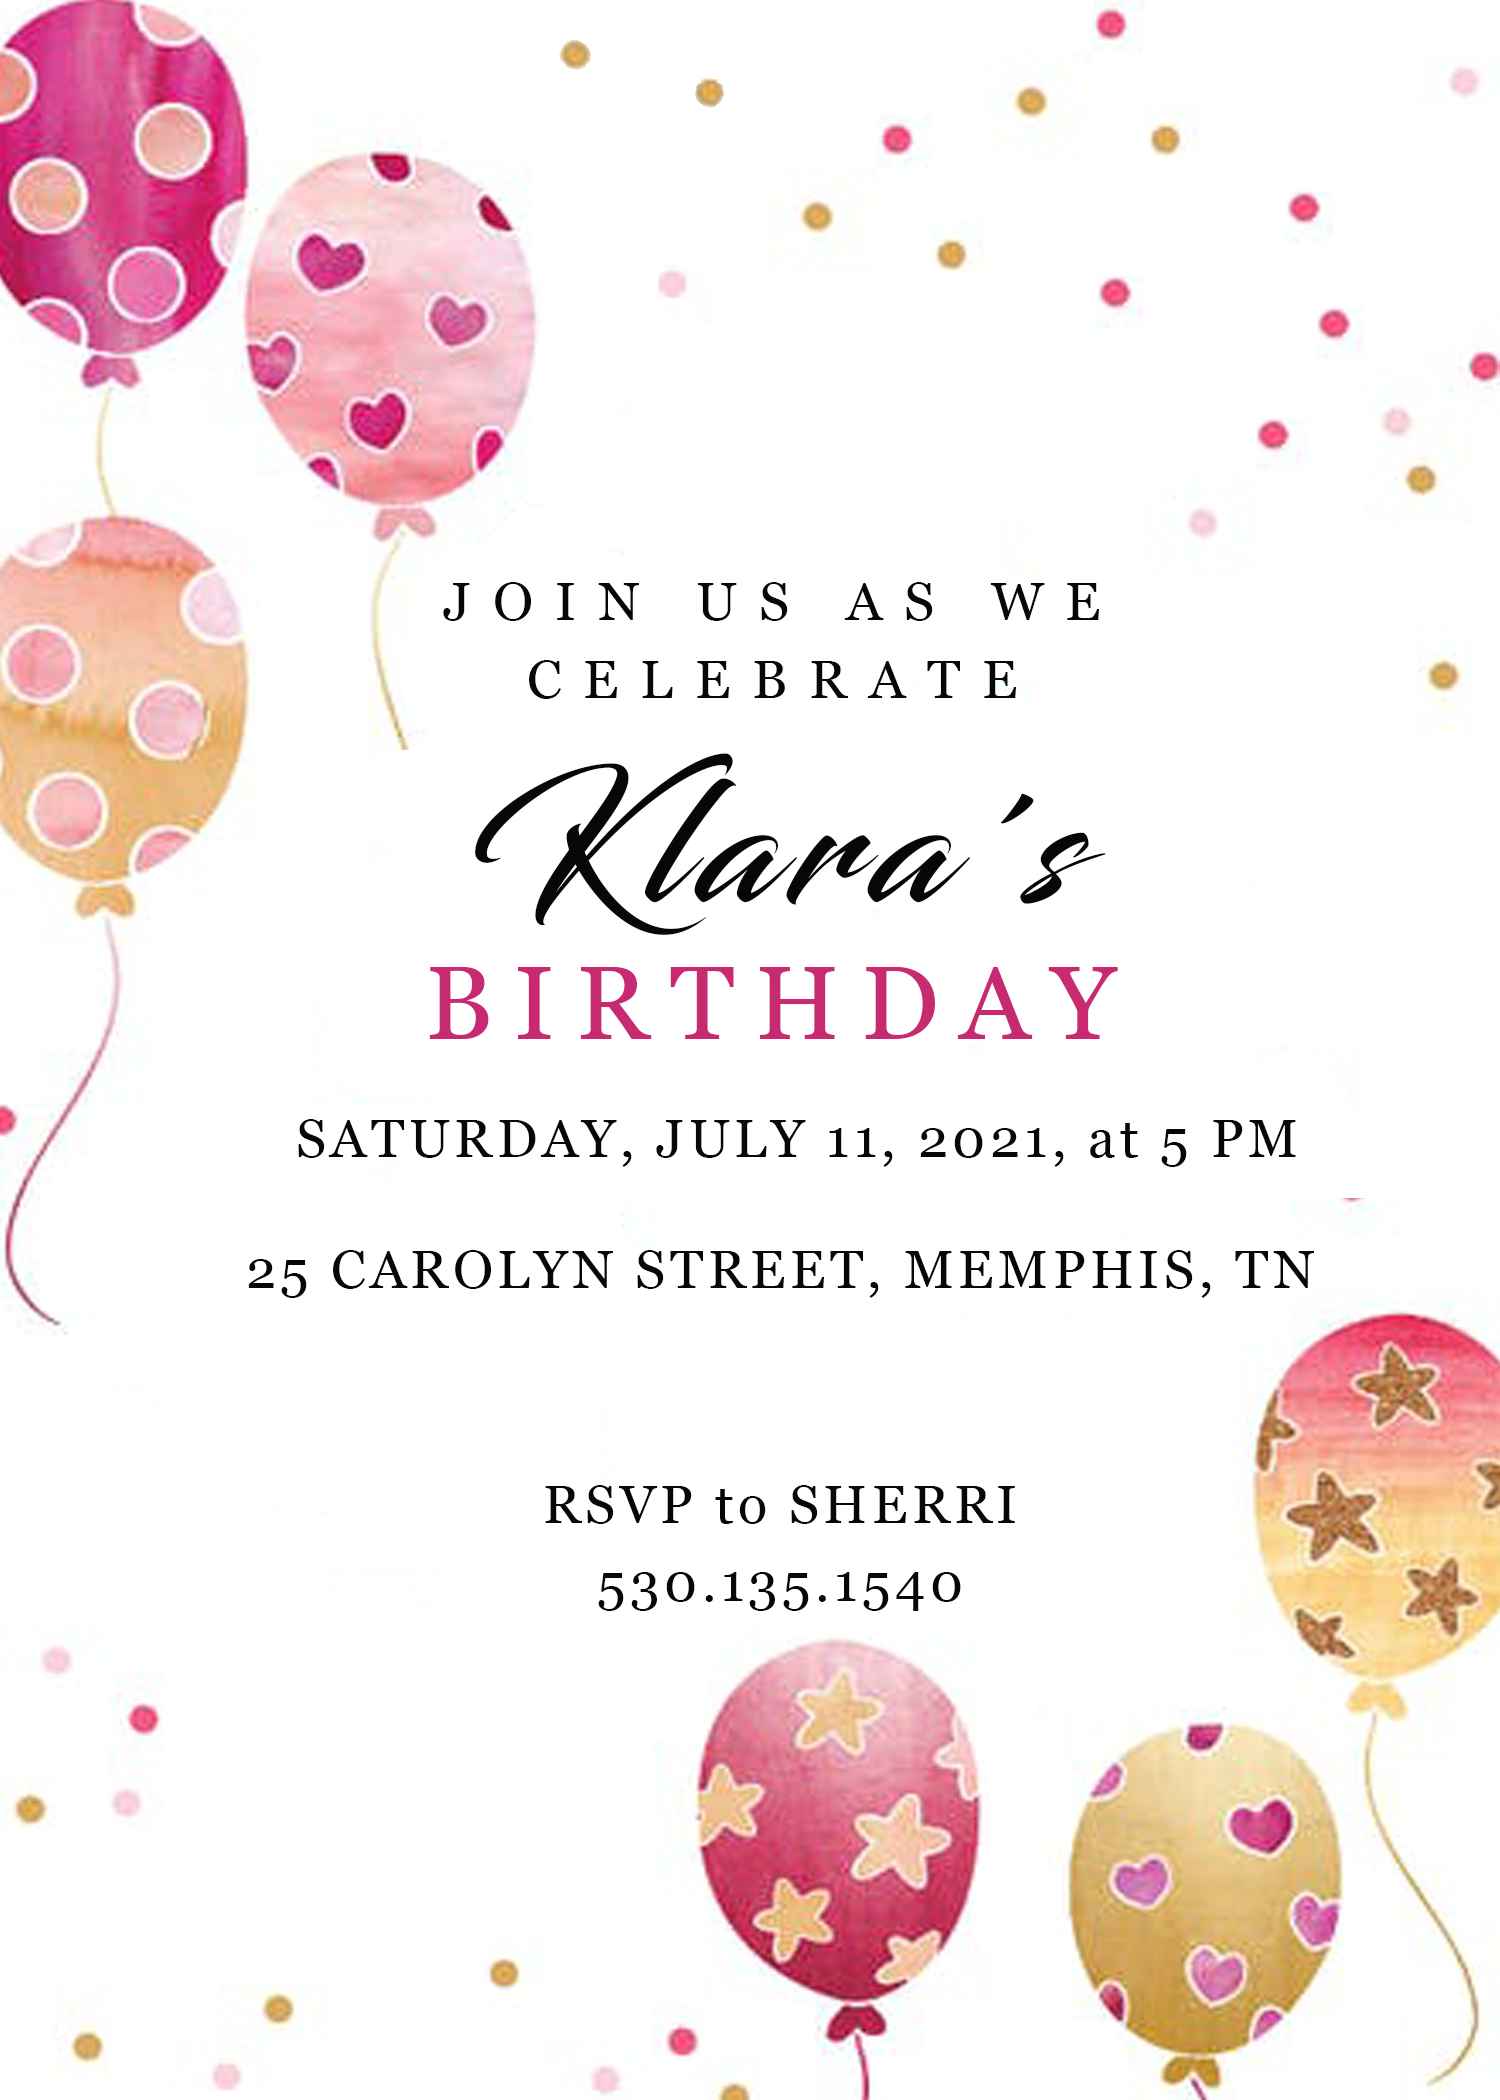 JOIN US AS WE
CELEBRATE
Klara's
BIRTHDAY
SATURDAY, JULY 11, 2021, at 5 PM
25 CAROLYN STREET, MEMPHIS, TN
RSVP to SHERRI
530.135.1540